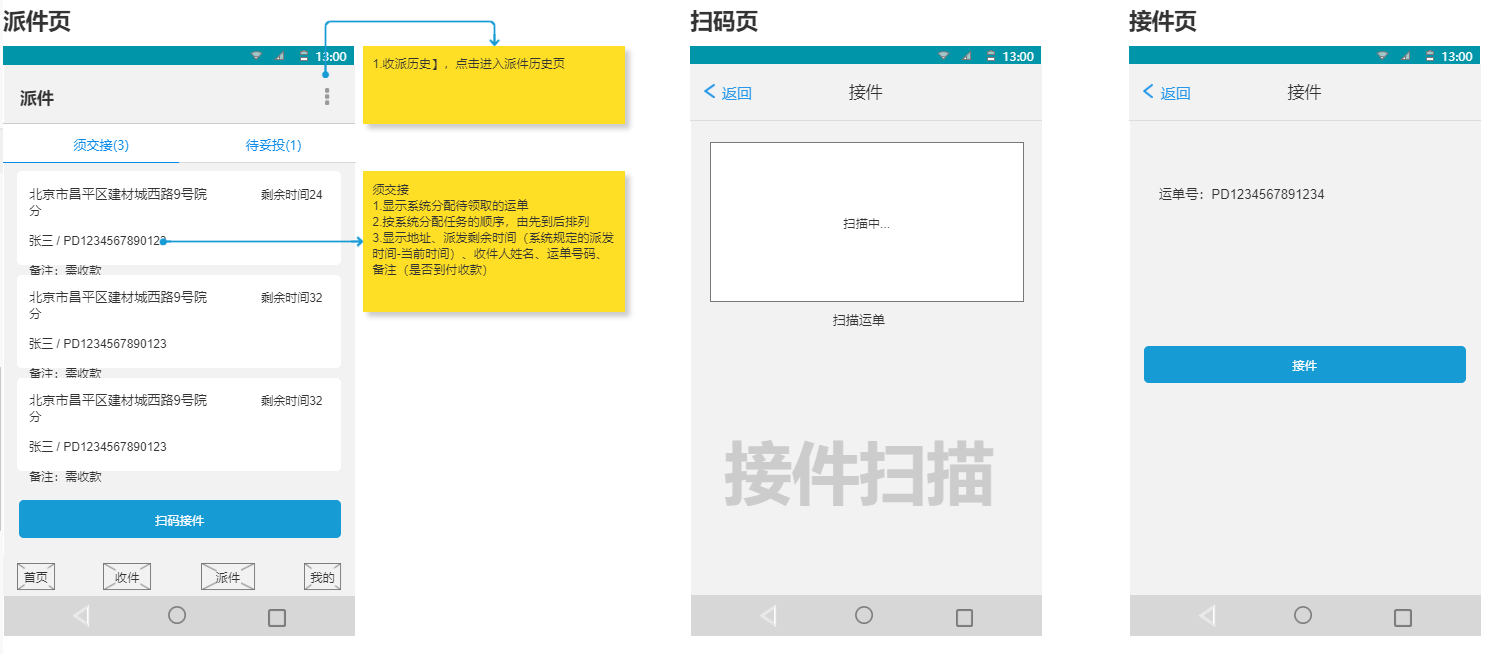 派件页
13:00
派件
须交接(3)
待妥投(1)
北京市昌平区建材城西路9号院
分
剩余时间24
张三 / PD1234567890123
备注：需收款
北京市昌平区建材城西路9号院
分
剩余时间32
张三 / PD1234567890123
备注：需收款
北京市昌平区建材城西路9号院
分
剩余时间32
张三 / PD1234567890123
备注：需收款
扫码接件
首页
收件
派件
我的
1.收派历史】，点击进入派件历史页
须交接
1.显示系统分配待领取的运单
2.按系统分配任务的顺序，由先到后排列
3.显示地址、派发剩余时间（系统规定的派发
时间-当前时间）、收件人姓名、运单号码、
备注（是否到付收款）
扫码页
13:00
返回
接件
扫描中...
扫描运单
接件扫描
接件页
13:00
返回
接件
运单号：PD1234567891234
接件